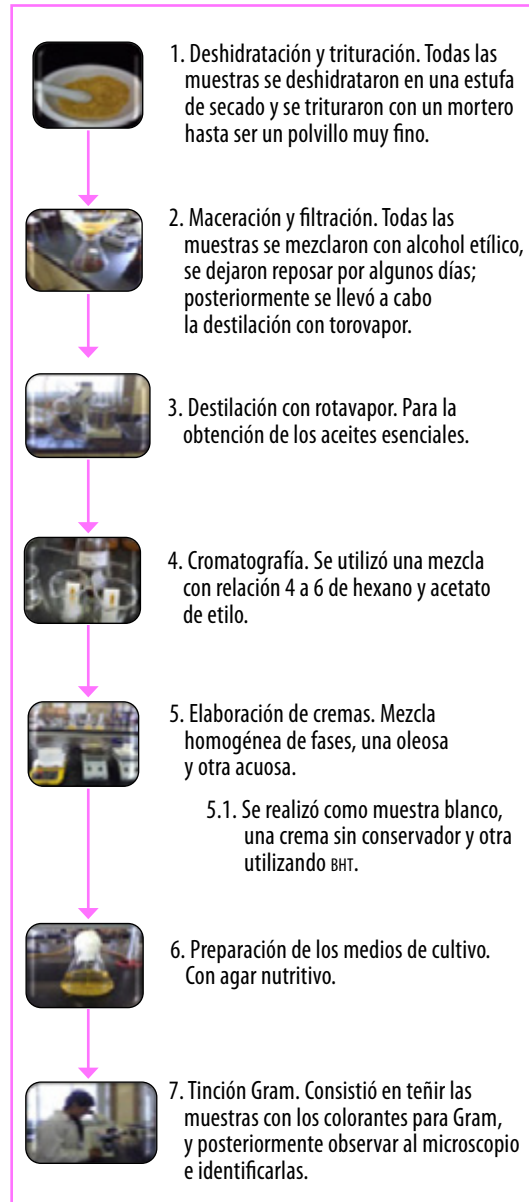 1. Deshidratación y trituración. Todas las
muestras se deshidrataron en una estufa
de secado y se trituraron con un mortero
hasta ser un polvillo muy fino.
2. Maceración y filtración. Todas las
muestras se mezclaron con alcohol etílico,
se dejaron reposar por algunos días;
posteriormente se llevó a cabo
la destilación con torovapor.
3. Destilación con rotavapor. Para la
obtención de los aceites esenciales.
4. Cromatografía. Se utilizó una mezcla
con relación 4 a 6 de hexano y acetato
de etilo.
5. Elaboración de cremas. Mezcla
homogénea de fases, una oleosa
y otra acuosa.
5.1. Se realizó como muestra blanco,
una crema sin conservador y otra
utilizando BHT.
6. Preparación de los medios de cultivo.
Con agar nutritivo.
7. Tinción Gram. Consistió en teñir las
muestras con los colorantes para Gram,
y posteriormente observar al microscopio
e identificarlas.